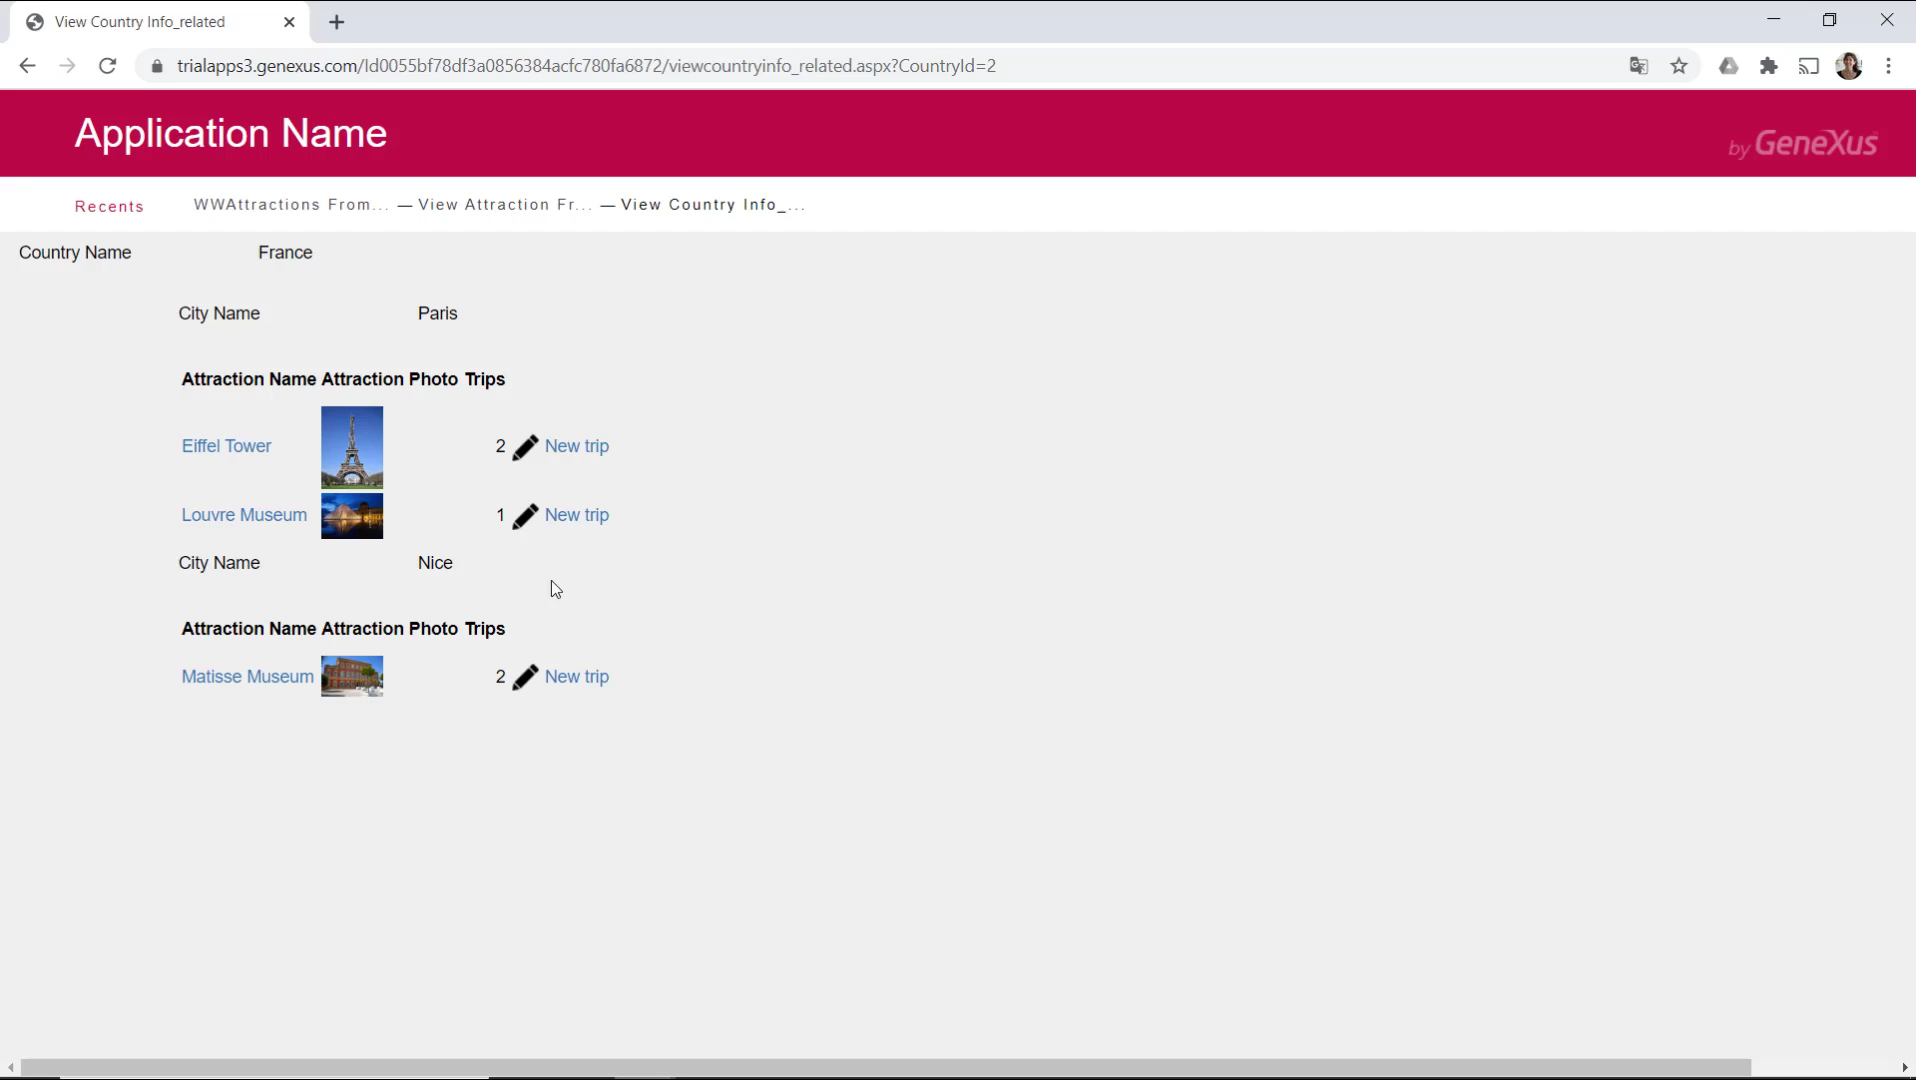 View Country Info_related
trialapps3.genexus.com/Id0055bf78df3a0856384acfc780fa6872/viewcountryinfo_related.aspx?CountryId=2
Application Name
by GeneXus
Recents WWAttractions From... — View Attraction Fr... — View Country Info_...
Country Name France
City Name Paris
Attraction Name Attraction Photo Trips
Eiffel Tower 2 New trip
Louvre Museum 1 New trip
City Name Nice
Attraction Name Attraction Photo Trips
Matisse Museum 2 New trip